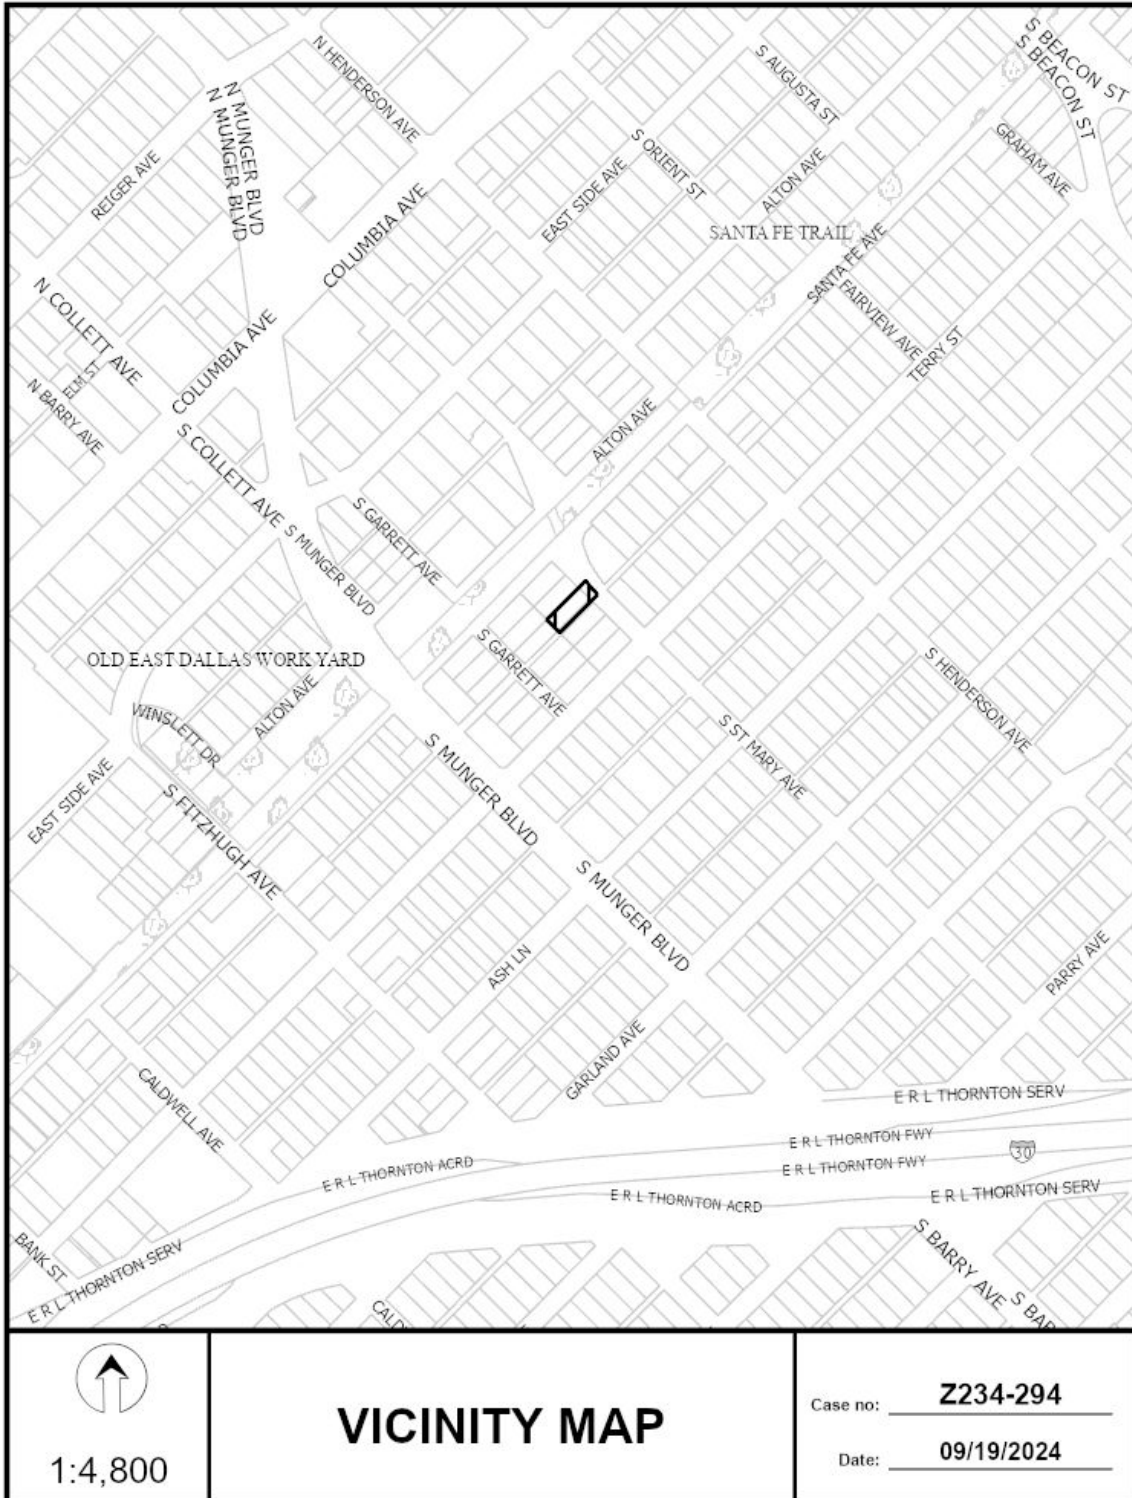 S BEACON ST
S BEACON ST
N HENDERSON AVE
S AUGUSTA ST
N MUNGER BLVD
N MUNGER BLVD
GRAHAM AVE
S ORIENT ST
REIGER AVE
EAST SIDE AVE
ALTON AVE
COLUMBIA AVE
SANTA FE TRAIL
SANTA FE AVE
FAIRVIEW AVE
N COLLETT AVE
COLUMBIA AVE
TERRY ST
ELM ST
N BARRY AVE
ALTON AVE
S COLLETT AVE
S GARRETT AVE
S MUNGER BLVD
OLD EAST DALLAS WORK YARD
S GARRETT AVE
S HENDERSON AVE
ALTON AVE
WINSLETT DR
S ST MARY AVE
S MUNGER BLVD
EAST SIDE AVE
S FITZHUGH AVE
S MUNGER BLVD
ASH LN
PARRY AVE
GARLAND AVE
CALDWELL AVE
E R L THORNTON SERV
E R L THORNTON FWY
30
E R L THORNTON FWY
E R L THORNTON ACRD
E R L THORNTON ACRD
E R L THORNTON SERV
BANK ST
E R L THORNTON SERV
S BARRY AVE
S BAR
CALD
1:4,800
VICINITY MAP
Case no: Z234-294
Date: 09/19/2024